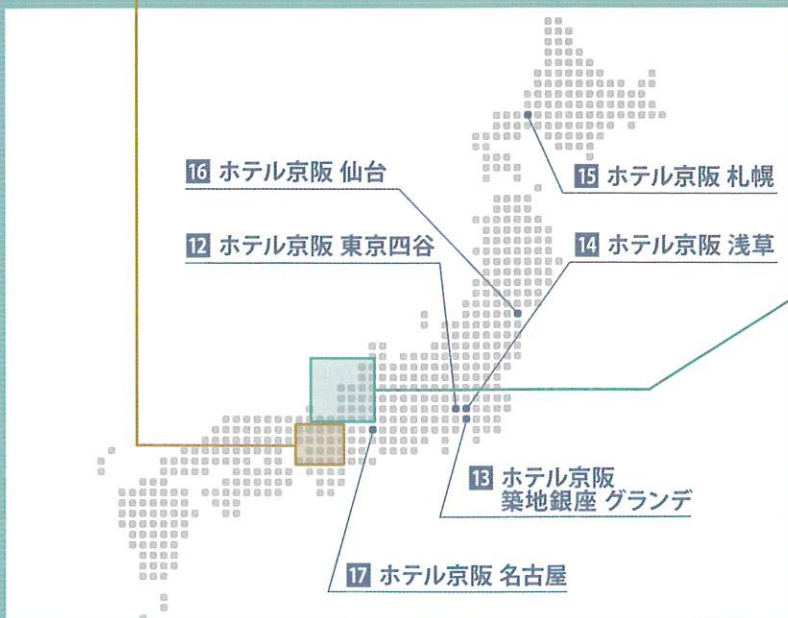 16 ホテル京阪 仙台
15 ホテル京阪 札幌
12 ホテル京阪 東京四谷
14 ホテル京阪 浅草
13 ホテル京阪
築地銀座 グランデ
17 ホテル京阪 名古屋